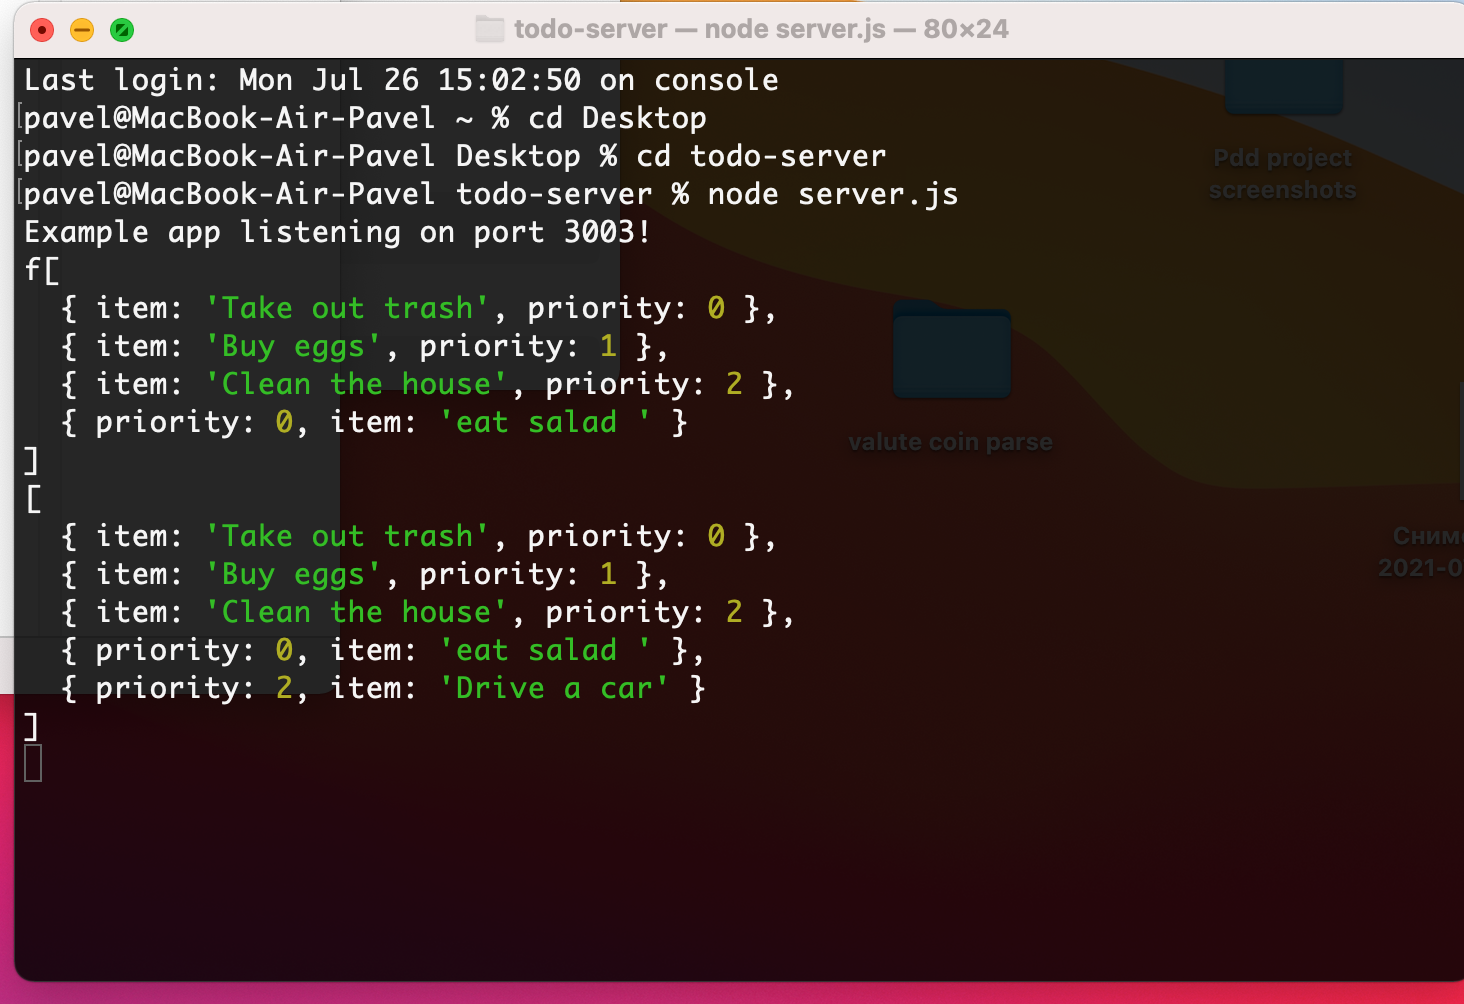 todo-server — node server.js — 80×24
Last login: Mon Jul 26 15:02:50 on console
[pavel@MacBook-Air-Pavel ~ % cd Desktop
[pavel@MacBook-Air-Pavel Desktop % cd todo-server
[pavel@MacBook-Air-Pavel todo-server % node server.js
Example app listening on port 3003!
f[
  { item: 'Take out trash', priority: 0 },
  { item: 'Buy eggs', priority: 1 },
  { item: 'Clean the house', priority: 2 },
  { priority: 0, item: 'eat salad ' }
]
[
  { item: 'Take out trash', priority: 0 },
  { item: 'Buy eggs', priority: 1 },
  { item: 'Clean the house', priority: 2 },
  { priority: 0, item: 'eat salad ' },
  { priority: 2, item: 'Drive a car' }
]
Pdd project
screenshots
valute coin parse
Сним
2021-0